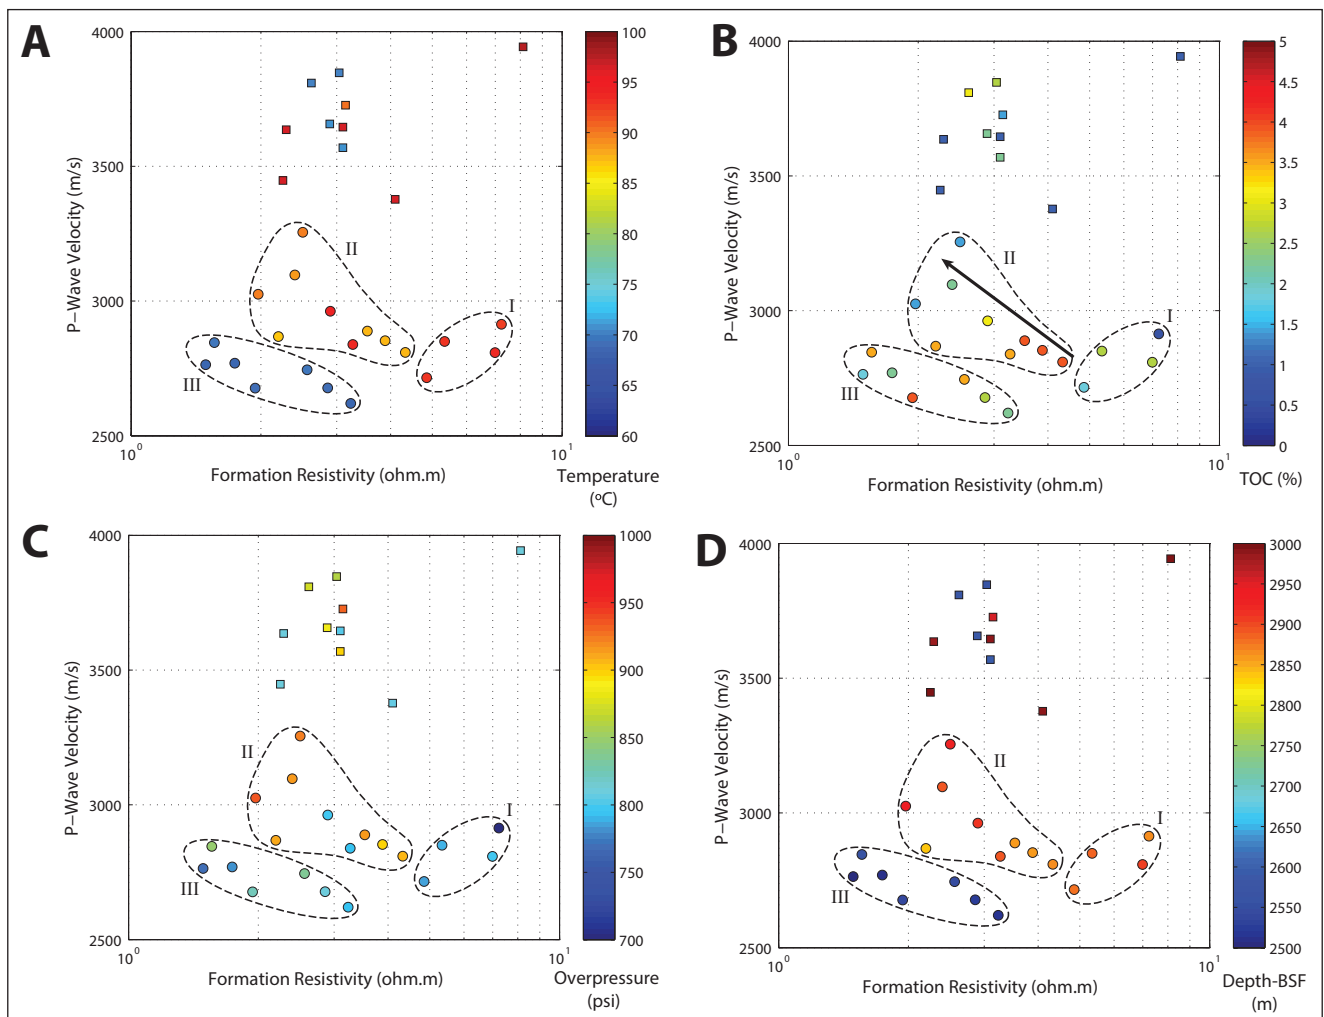 A
4000
3500
3000
2500
P-Wave Velocity (m/s)
II
I
III
10^0
10^1
Formation Resistivity (ohm.m)
100
95
90
85
80
75
70
65
60
Temperature
(ºC)
B
4000
3500
3000
2500
P-Wave Velocity (m/s)
II
I
III
10^0
10^1
Formation Resistivity (ohm.m)
5
4.5
4
3.5
3
2.5
2
1.5
1
0.5
0
TOC (%)
C
4000
3500
3000
2500
P-Wave Velocity (m/s)
II
I
III
10^0
10^1
Formation Resistivity (ohm.m)
1000
950
900
850
800
750
700
Overpressure
(psi)
D
4000
3500
3000
2500
P-Wave Velocity (m/s)
II
I
III
10^0
10^1
Formation Resistivity (ohm.m)
3000
2950
2900
2850
2800
2750
2700
2650
2600
2550
2500
Depth-BSF
(m)